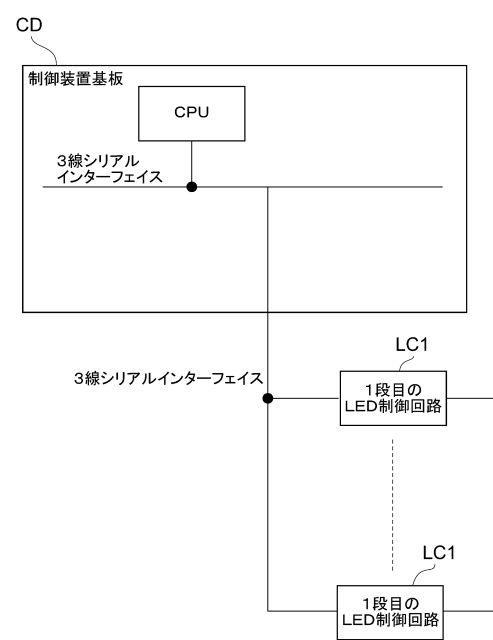 CD
制御装置基板
CPU
3線シリアル
インターフェイス
3線シリアルインターフェイス
LC1
1段目の
LED制御回路
LC1
1段目の
LED制御回路